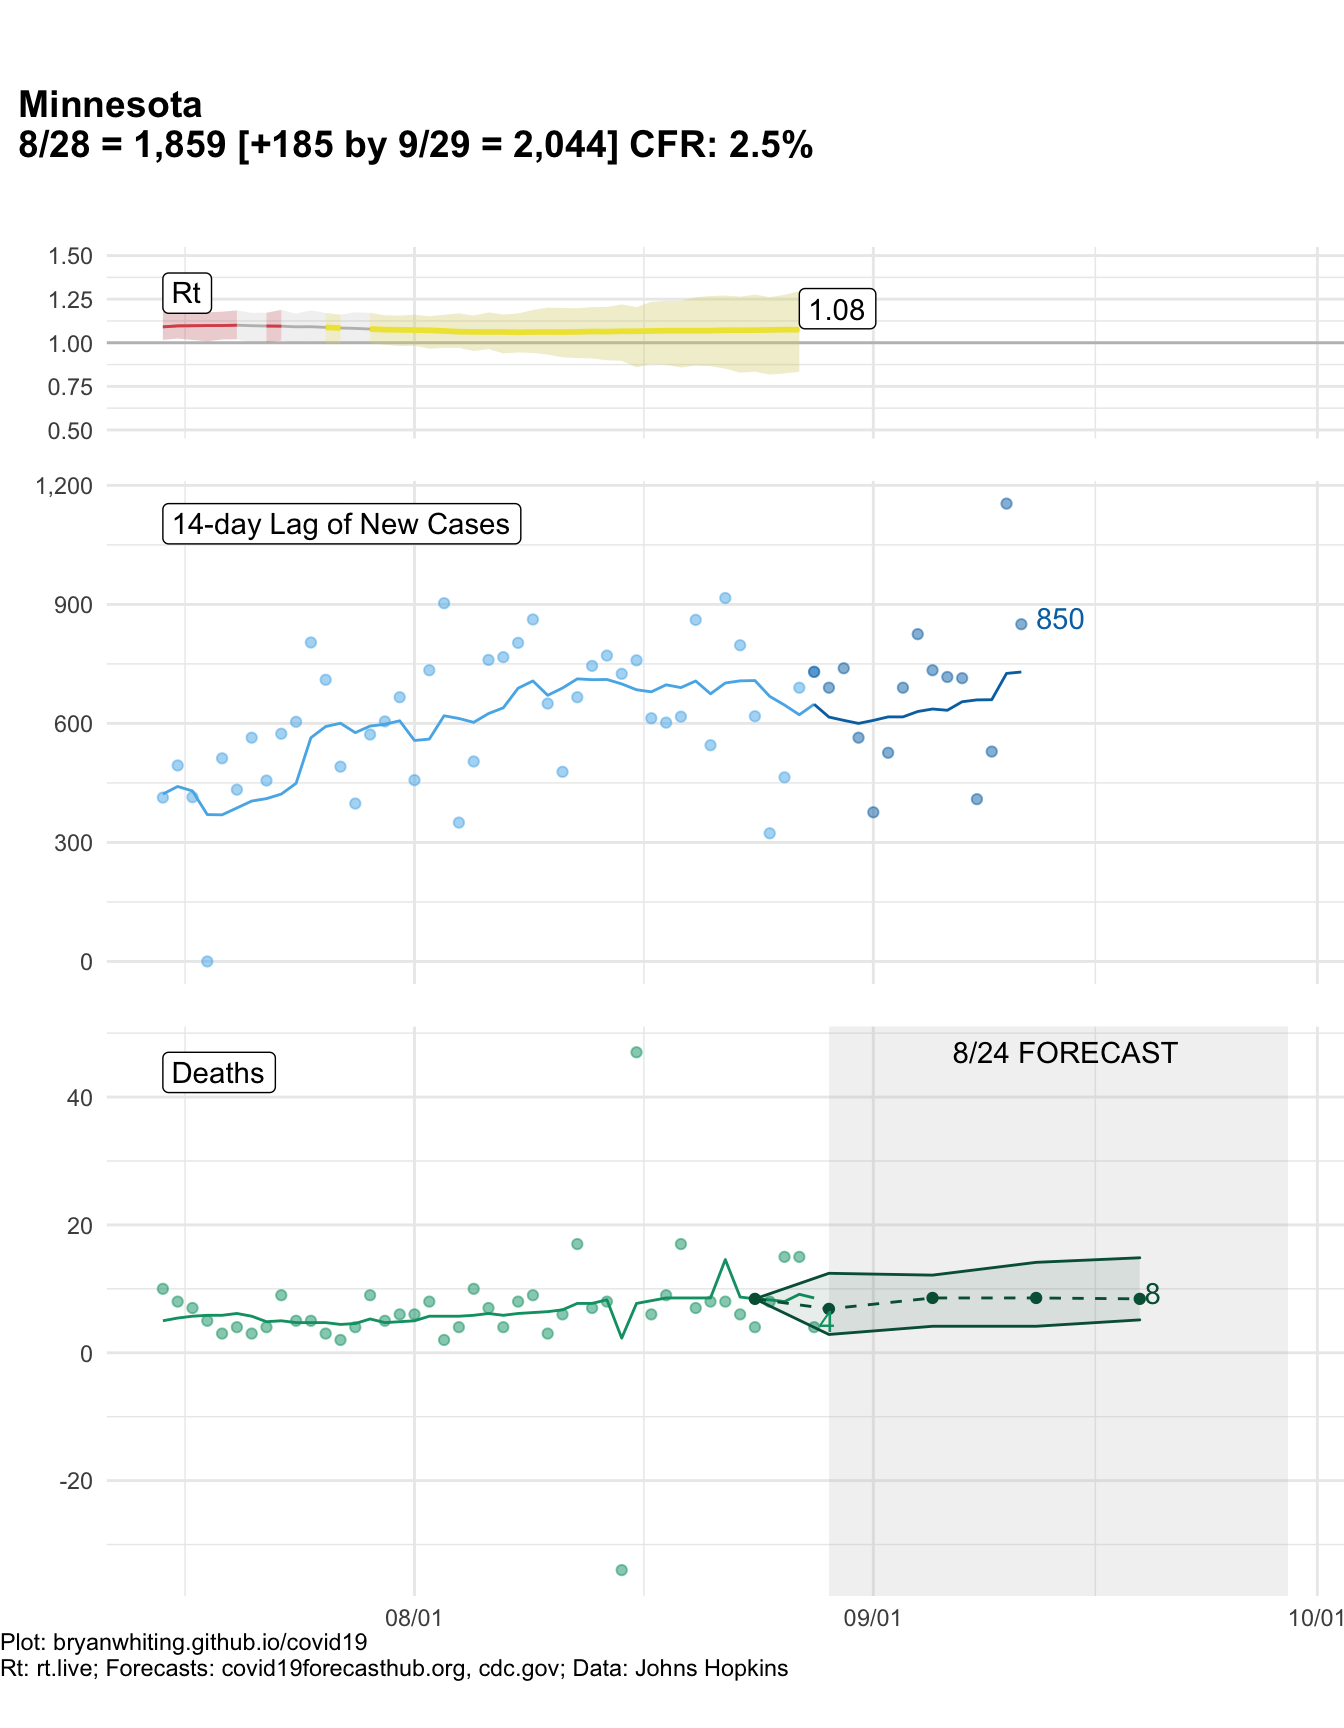 Minnesota
8/28 = 1,859 [+185 by 9/29 = 2,044] CFR: 2.5%
1.50
1.25
1.00
0.75
0.50
Rt
1.08
1,200
900
600
300
0
14-day Lag of New Cases
850
40
20
0
-20
Deaths
8/24 FORECAST
4
8
08/01
09/01
10/01
Plot: bryanwhiting.github.io/covid19
Rt: rt.live; Forecasts: covid19forecasthub.org, cdc.gov; Data: Johns Hopkins